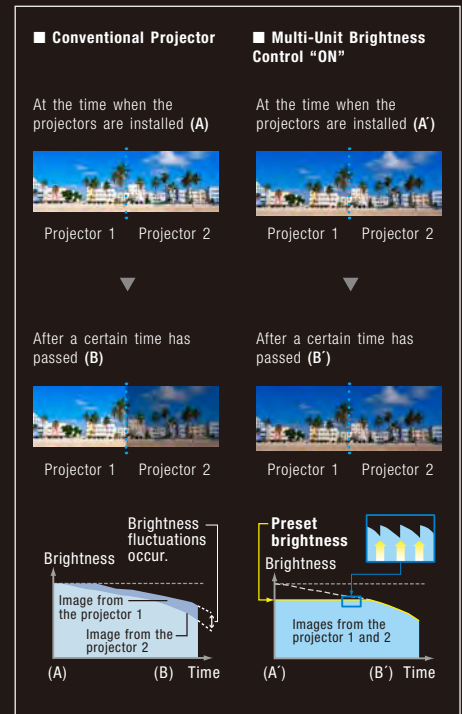 ■ Conventional Projector
At the time when the
projectors are installed (A)
Projector 1 Projector 2
After a certain time has
passed (B)
Projector 1 Projector 2
Brightness
fluctuations
occur.
Brightness
Image from
the projector 1
Image from the
projector 2
(A) (B) Time
■ Multi-Unit Brightness
Control “ON”
At the time when the
projectors are installed (A´)
Projector 1 Projector 2
After a certain time has
passed (B´)
Projector 1 Projector 2
Preset
brightness
Brightness
Images from the
projector 1 and 2
(A´) (B´) Time